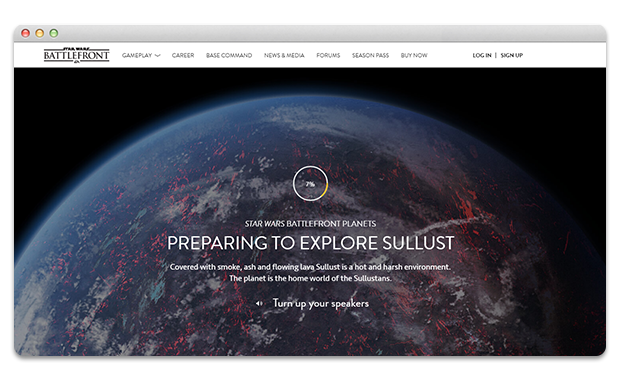 STAR WARS
BATTLEFRONT
GAMEPLAY CAREER BASE COMMAND NEWS & MEDIA FORUMS SEASON PASS BUY NOW LOG IN | SIGN UP
7%
STAR WARS BATTLEFRONT PLANETS
PREPARING TO EXPLORE SULLUST
Covered with smoke, ash and flowing lava Sullust is a hot and harsh environment.
The planet is the home world of the Sullustans.
Turn up your speakers